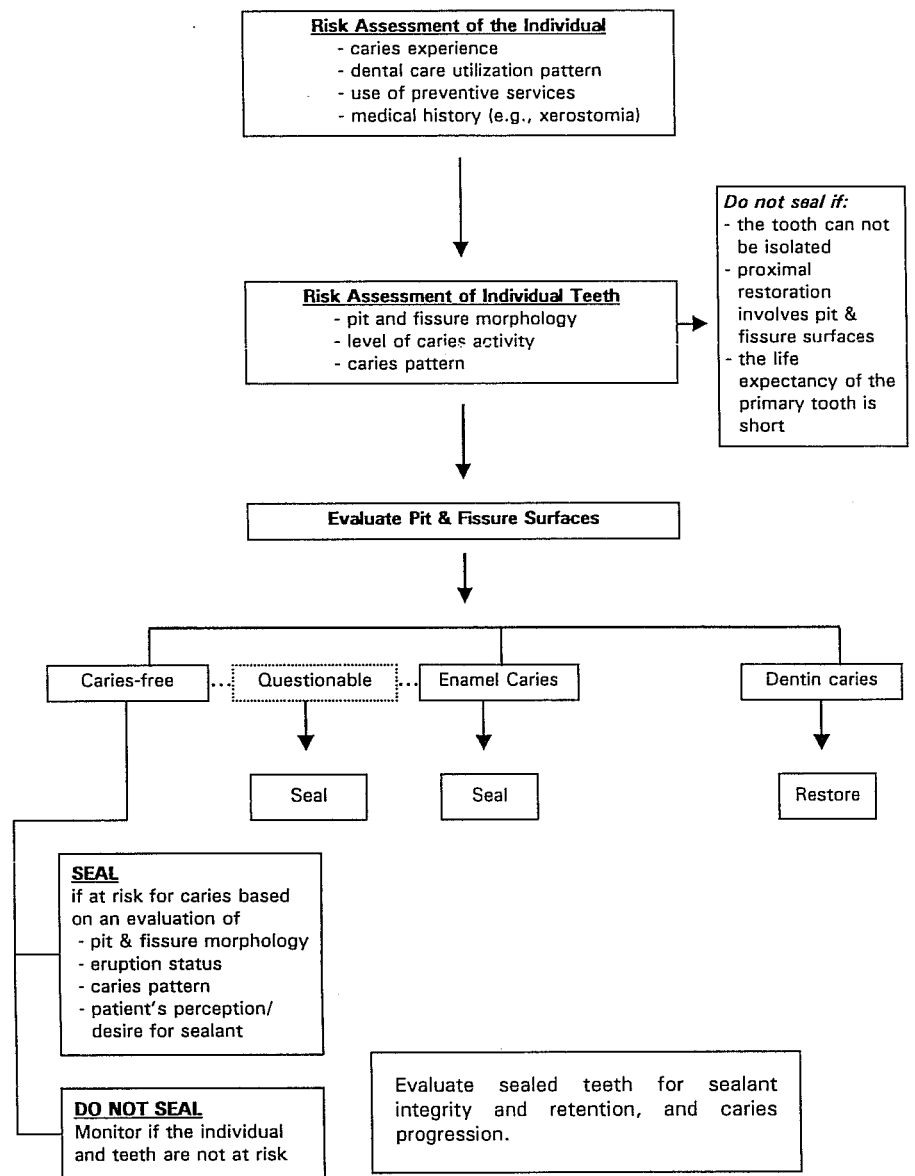 Risk Assessment of the Individual
- caries experience
- dental care utilization pattern
- use of preventive services
- medical history (e.g., xerostomia)
Do not seal if:
- the tooth can not
be isolated
- proximal
restoration
involves pit &
fissure surfaces
- the life
expectancy of the
primary tooth is
short
Risk Assessment of Individual Teeth
- pit and fissure morphology
- level of caries activity
- caries pattern
Evaluate Pit & Fissure Surfaces
Caries-free ... Questionable ... Enamel Caries Dentin caries
Seal Seal Restore
SEAL
if at risk for caries based
on an evaluation of
- pit & fissure morphology
- eruption status
- caries pattern
- patient's perception/
desire for sealant
DO NOT SEAL
Monitor if the individual
and teeth are not at risk
Evaluate sealed teeth for sealant
integrity and retention, and caries
progression.